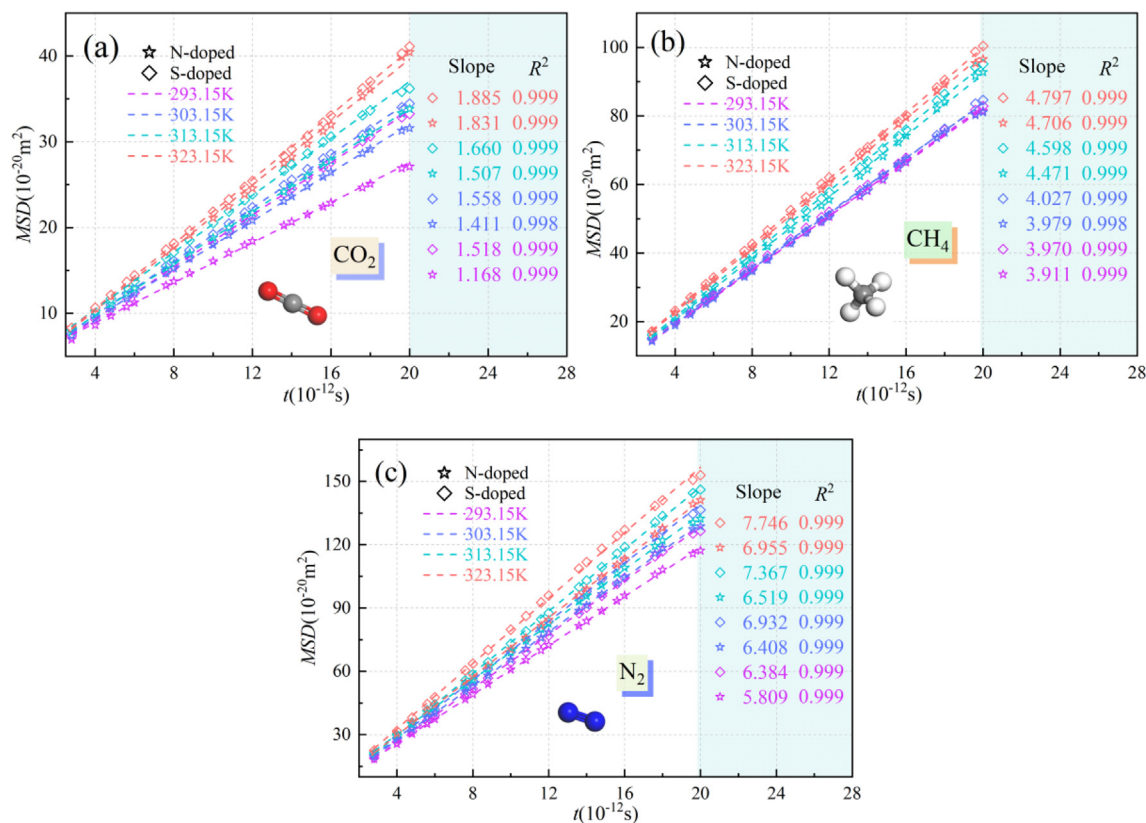 (a)
N-doped
S-doped
293.15K
303.15K
313.15K
323.15K
Slope R²
1.885 0.999
1.831 0.999
1.660 0.999
1.507 0.999
1.558 0.999
1.411 0.998
1.518 0.999
1.168 0.999
CO₂
MSD(10⁻²⁰m²)
40
30
20
10
4 8 12 16 20 24 28
t(10⁻¹²s)
(b)
N-doped
S-doped
293.15K
303.15K
313.15K
323.15K
Slope R²
4.797 0.999
4.706 0.999
4.598 0.999
4.471 0.999
4.027 0.999
3.979 0.998
3.970 0.999
3.911 0.999
CH₄
MSD(10⁻²⁰m²)
100
80
60
40
20
4 8 12 16 20 24 28
t(10⁻¹²s)
(c)
N-doped
S-doped
293.15K
303.15K
313.15K
323.15K
Slope R²
7.746 0.999
6.955 0.999
7.367 0.999
6.519 0.999
6.932 0.999
6.408 0.999
6.384 0.999
5.809 0.999
N₂
MSD(10⁻²⁰m²)
150
120
90
60
30
4 8 12 16 20 24 28
t(10⁻¹²s)